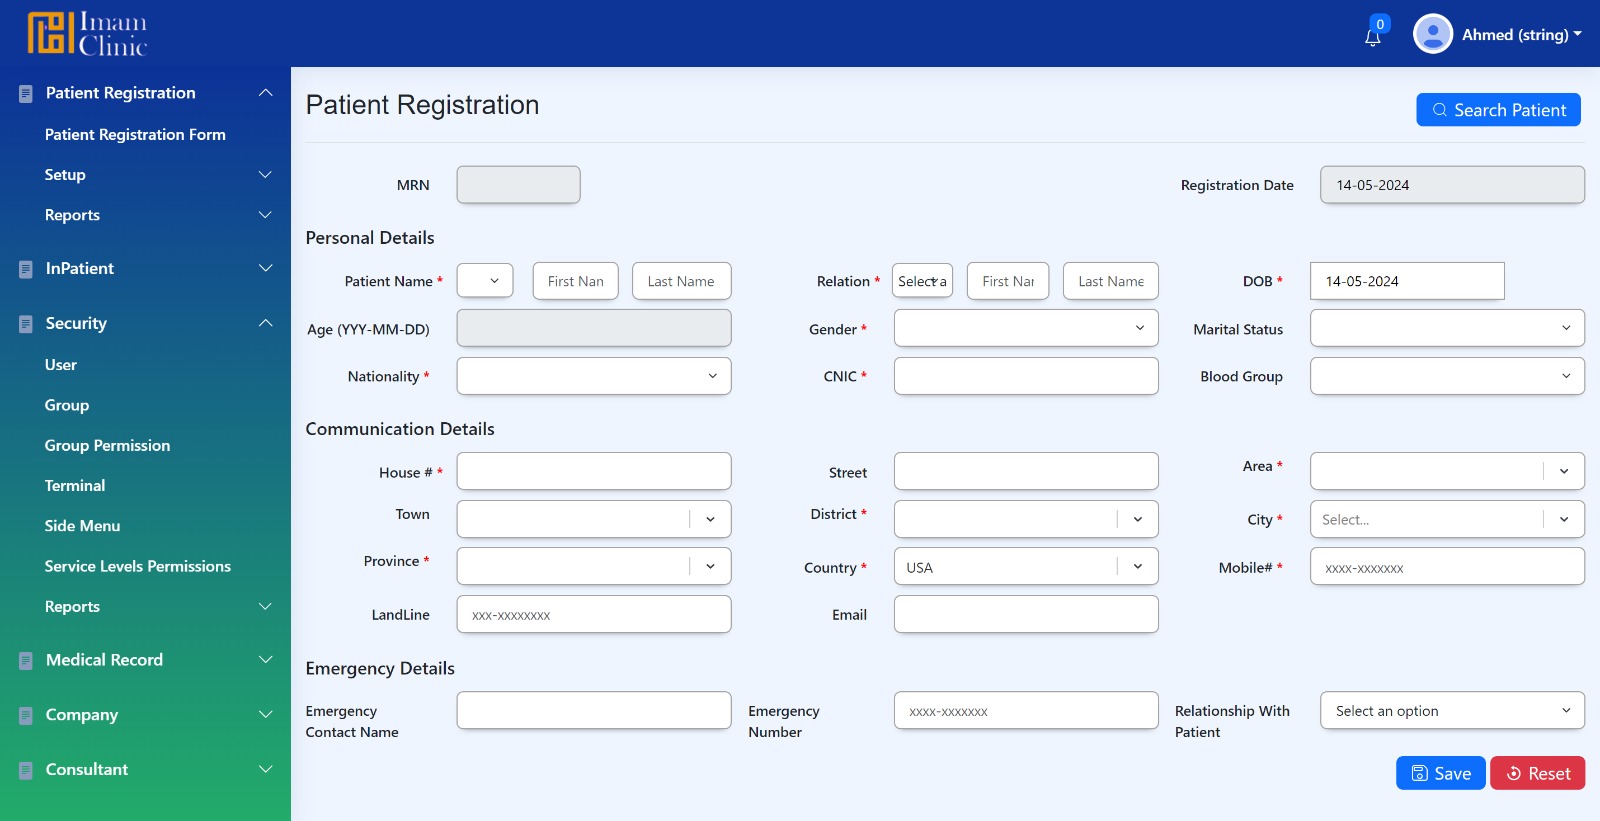 Imam
Clinic
0
Ahmed (string)
Patient Registration
Patient Registration Form
Setup
Reports
InPatient
Security
User
Group
Group Permission
Terminal
Side Menu
Service Levels Permissions
Reports
Medical Record
Company
Consultant
Patient Registration
Search Patient
MRN
Registration Date 14-05-2024
Personal Details
Patient Name * First Nan Last Name Relation * Select a First Nar Last Name DOB * 14-05-2024
Age (YYY-MM-DD) Gender * Marital Status
Nationality * CNIC * Blood Group
Communication Details
House # * Street Area *
Town District * City * Select...
Province * Country * USA Mobile# * xxxx-xxxxxxx
LandLine xxx-xxxxxxxx Email
Emergency Details
Emergency Contact Name Emergency Number xxxx-xxxxxxx Relationship With Patient Select an option
Save Reset